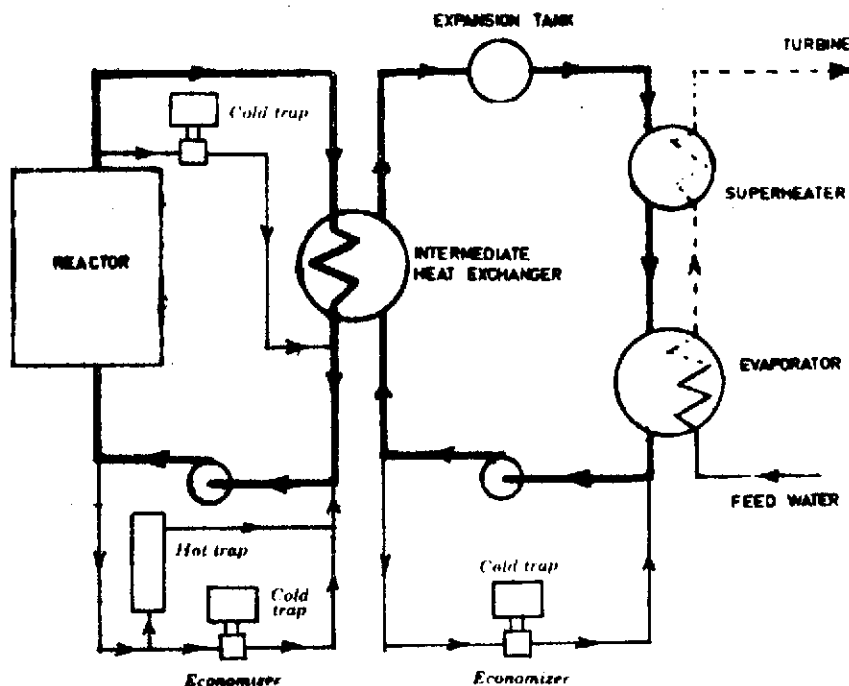 EXPANSION TANK
TURBINE
Cold trap
SUPERHEATER
REACTOR
INTERMEDIATE
HEAT EXCHANGER
EVAPORATOR
FEED WATER
Hot trap
Cold
trap
Cold trap
Economizer
Economizer